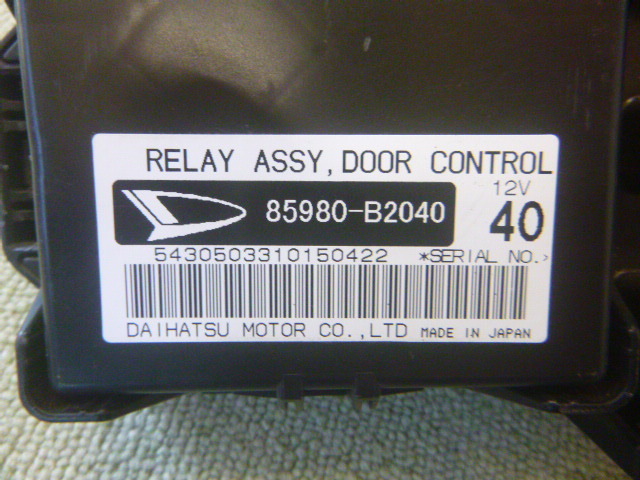 RELAY ASSY, DOOR CONTROL
12V
85980-B2040 40
5430503310150422 *SERIAL NO.>
DAIHATSU MOTOR CO.,LTD MADE IN JAPAN